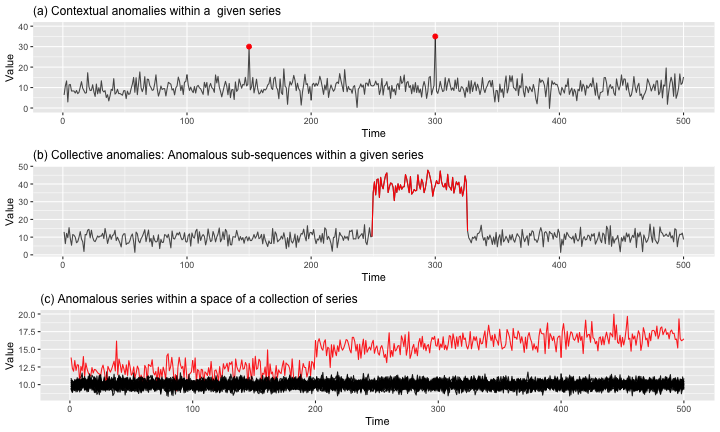 (a) Contextual anomalies within a  given series
40
30
20
10
0
Value
0 100 200 300 400 500
Time
(b) Collective anomalies: Anomalous sub-sequences within a given series
50
40
30
20
10
0
Value
0 100 200 300 400 500
Time
(c) Anomalous series within a space of a collection of series
20.0
17.5
15.0
12.5
10.0
Value
0 100 200 300 400 500
Time